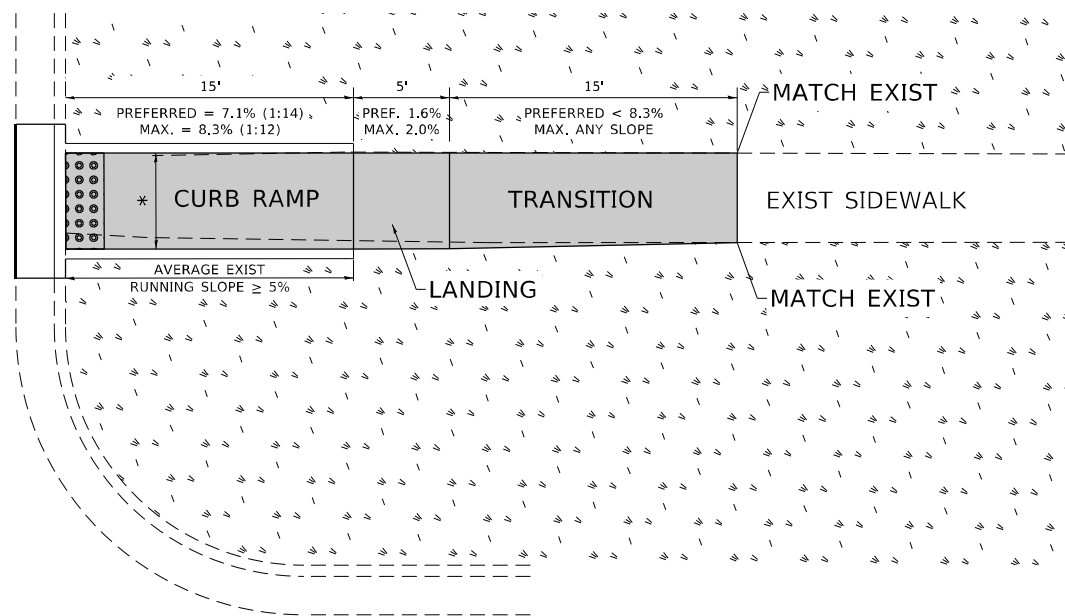 15'
5'
15'
PREFERRED = 7.1% (1:14)
MAX. = 8.3% (1:12)
PREF. 1.6%
MAX. 2.0%
PREFERRED < 8.3%
MAX. ANY SLOPE
MATCH EXIST
*
CURB RAMP
TRANSITION
EXIST SIDEWALK
AVERAGE EXIST
RUNNING SLOPE ≥ 5%
LANDING
MATCH EXIST